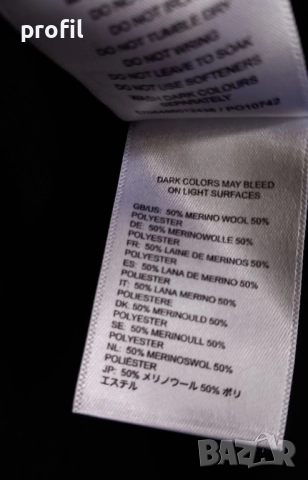 profil
DO NOT TUMBLE DRY
DO NOT WRING
DO NOT LEAVE TO SOAK
DO NOT USE SOFTENERS
WASH DARK COLOURS
SEPARATELY
/ PO10742
DARK COLORS MAY BLEED
ON LIGHT SURFACES
GB/US: 50% MERINO WOOL 50%
POLYESTER
DE: 50% MERINOWOLLE 50%
POLYESTER
FR: 50% LAINE DE MERINOS 50%
POLYESTER
ES: 50% LANA DE MERINO 50%
POLIESTER
IT: 50% LANA MERINO 50%
POLIESTERE
DK: 50% MERINOULD 50%
POLYESTER
SE: 50% MERINOULL 50%
POLYESTER
NL: 50% MERINOSWOL 50%
POLIÉSTER
JP: 50% メリノウール 50% ポリ
エステル
BAZAR